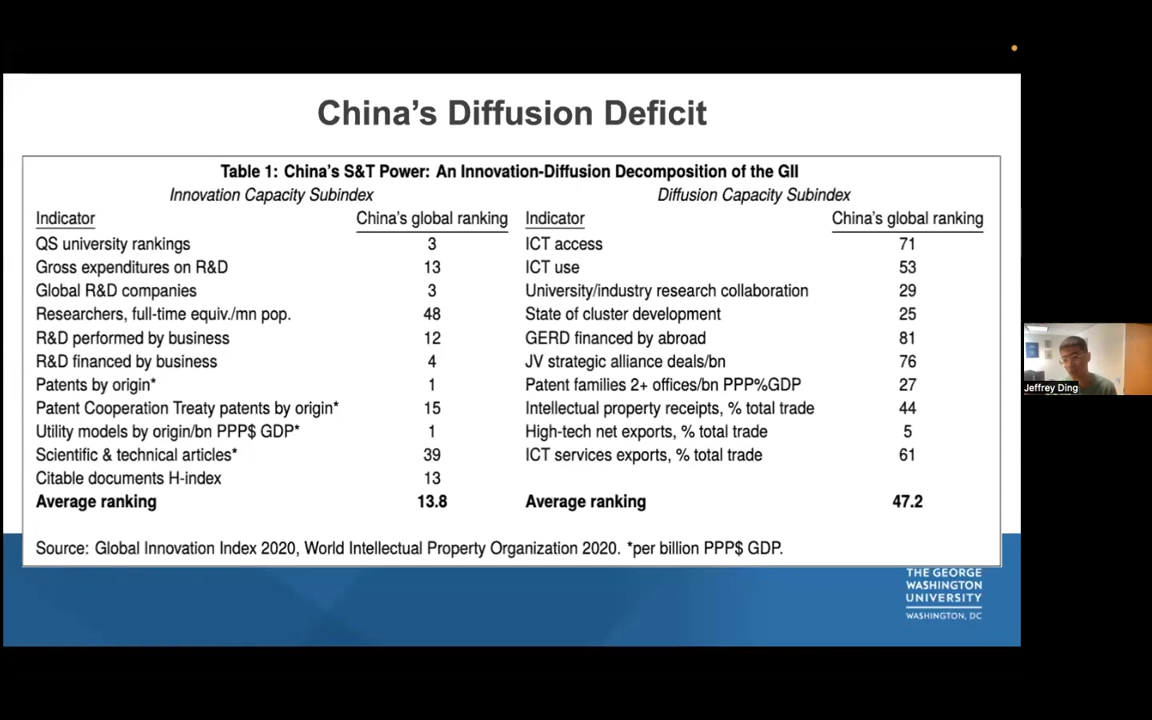 China's Diffusion Deficit
Table 1: China's S&T Power: An Innovation-Diffusion Decomposition of the GII
Innovation Capacity Subindex Diffusion Capacity Subindex
Indicator China's global ranking Indicator China's global ranking
QS university rankings 3 ICT access 71
Gross expenditures on R&D 13 ICT use 53
Global R&D companies 3 University/industry research collaboration 29
Researchers, full-time equiv./mn pop. 48 State of cluster development 25
R&D performed by business 12 GERD financed by abroad 81
R&D financed by business 4 JV strategic alliance deals/bn 76
Patents by origin* 1 Patent families 2+ offices/bn PPP%GDP 27
Patent Cooperation Treaty patents by origin* 15 Intellectual property receipts, % total trade 44
Utility models by origin/bn PPP$ GDP* 1 High-tech net exports, % total trade 5
Scientific & technical articles* 39 ICT services exports, % total trade 61
Citable documents H-index 13
Average ranking 13.8 Average ranking 47.2
Source: Global Innovation Index 2020, World Intellectual Property Organization 2020. *per billion PPP$ GDP.
THE GEORGE
WASHINGTON
UNIVERSITY
WASHINGTON, DC
Jeffrey Ding